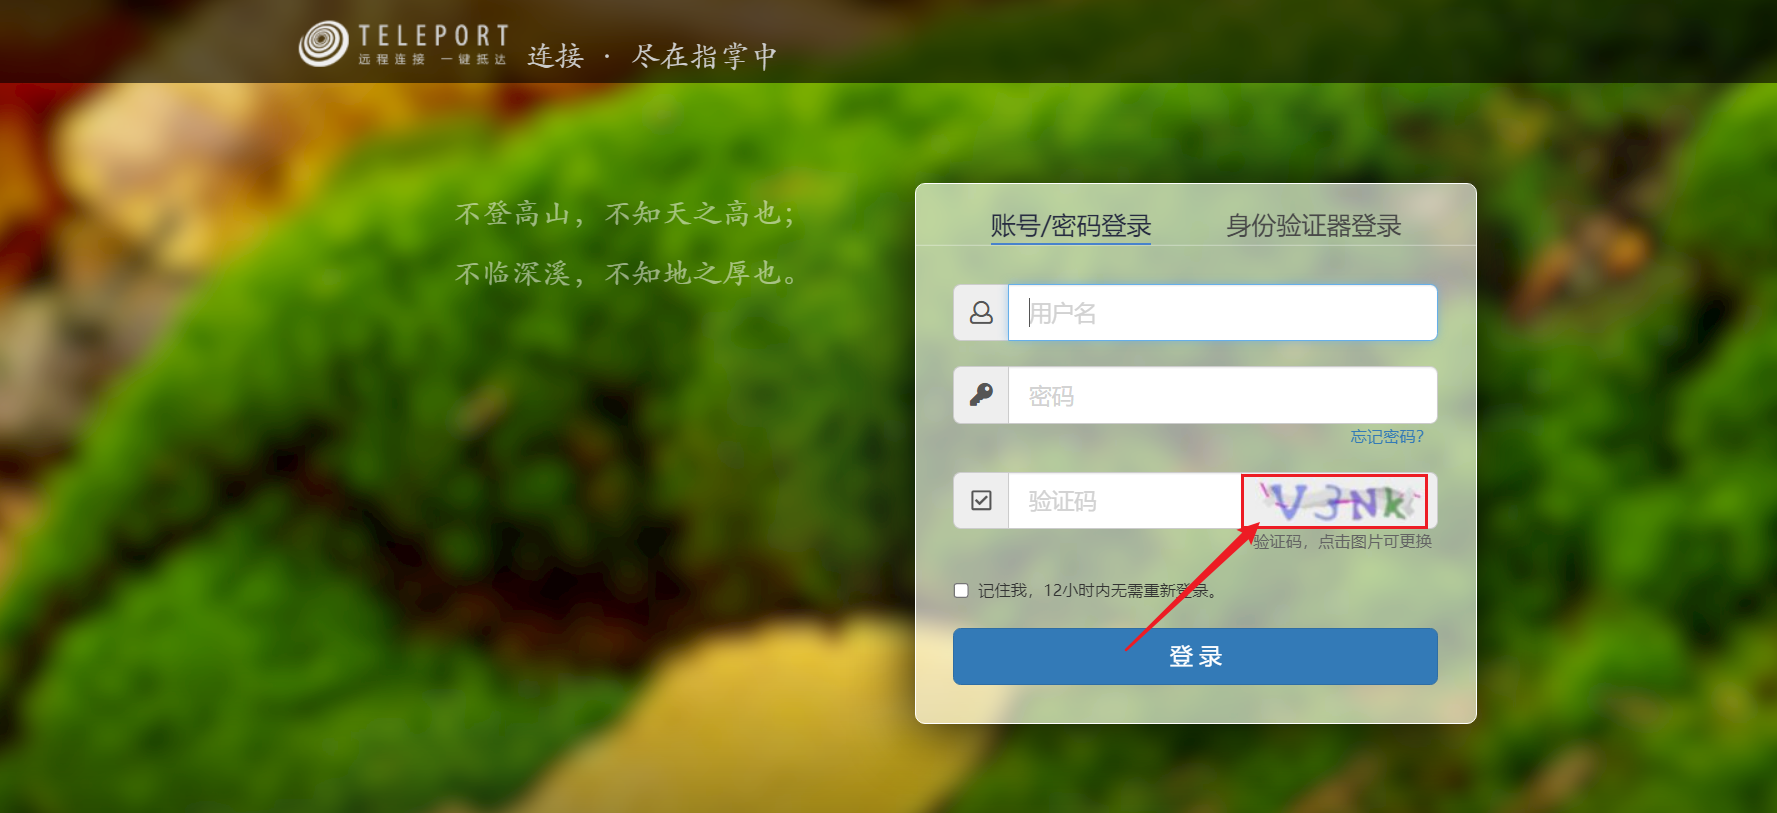 TELEPORT
远程连接 一键抵达
连接 · 尽在指掌中
不登高山，不知天之高也；
不临深溪，不知地之厚也。
账号/密码登录 身份验证器登录
用户名
密码
忘记密码?
验证码 V3Nk
验证码，点击图片可更换
记住我，12小时内无需重新登录。
登 录